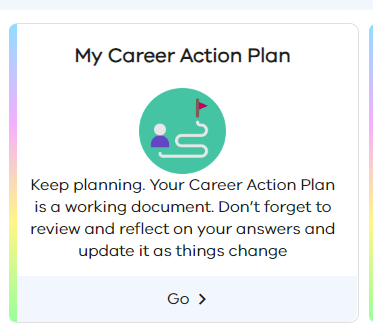 My Career Action Plan
Keep planning. Your Career Action Plan
is a working document. Don’t forget to
review and reflect on your answers and
update it as things change
Go